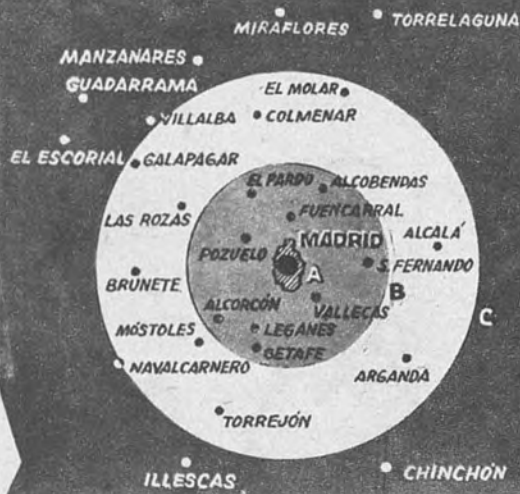 MIRAFLORES
TORRELAGUNA
MANZANARES
GUADARRAMA
EL MOLAR
VILLALBA
COLMENAR
EL ESCORIAL
GALAPAGAR
EL PARDO
ALCOBENDAS
LAS ROZAS
FUENCARRAL
POZUELO
MADRID
ALCALÁ
S. FERNANDO
A
BRUNETE
B
ALCORCÓN
VALLECAS
C
MÓSTOLES
LEGANES
GETAFE
NAVALCARNERO
ARGANDA
TORREJÓN
ILLESCAS
CHINCHÓN